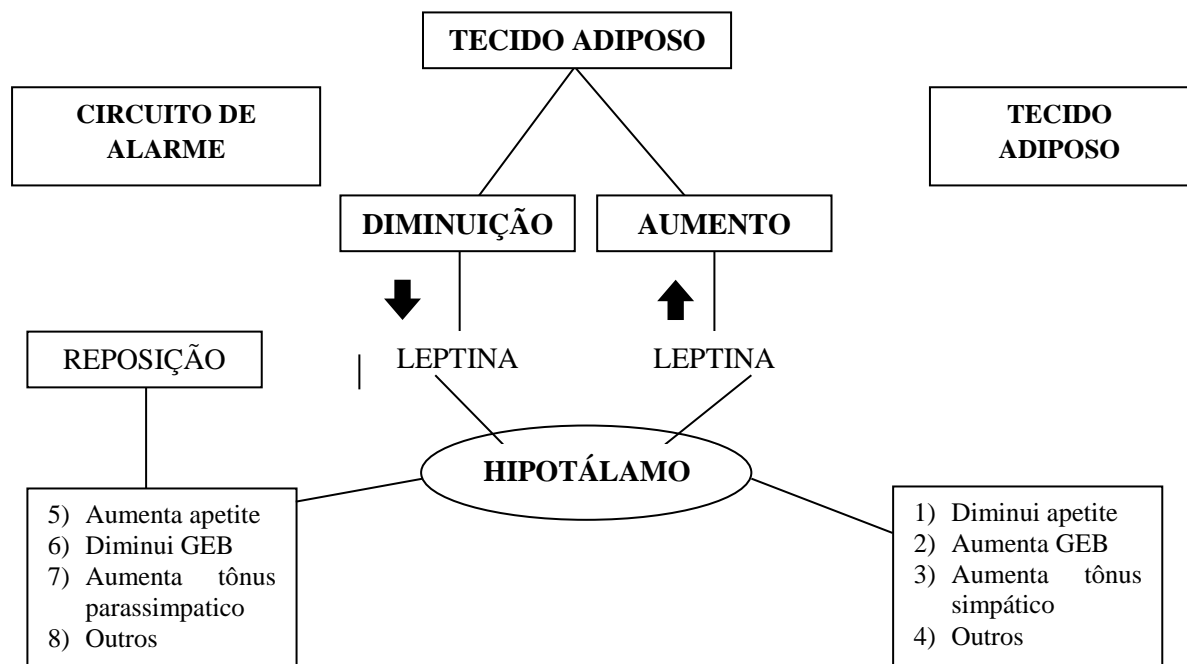 TECIDO ADIPOSO
CIRCUITO DE
ALARME
TECIDO
ADIPOSO
DIMINUIÇÃO
AUMENTO
REPOSIÇÃO
LEPTINA
LEPTINA
HIPOTÁLAMO
5) Aumenta apetite
6) Diminui GEB
7) Aumenta tônus
parassimpatico
8) Outros
1) Diminui apetite
2) Aumenta GEB
3) Aumenta tônus
simpático
4) Outros